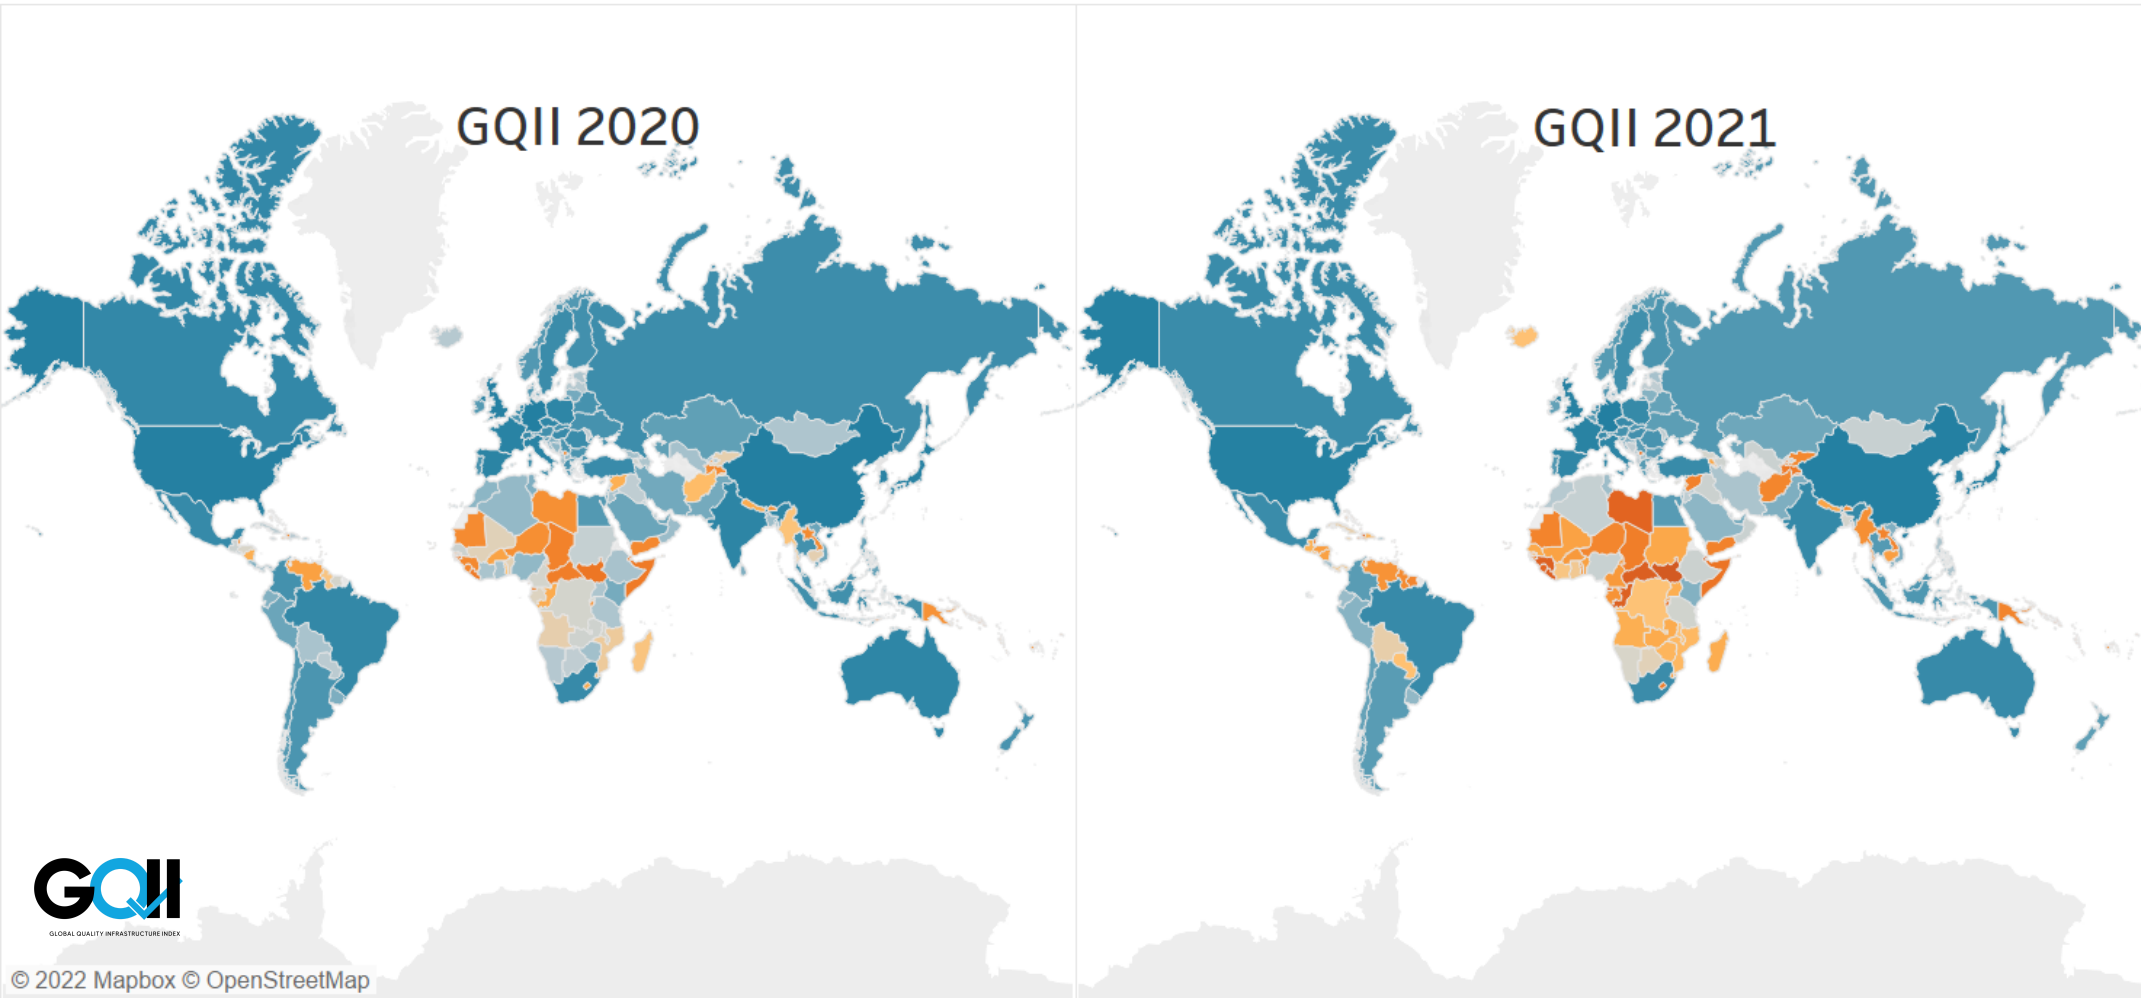 GQII 2020
GQII 2021
GQII
GLOBAL QUALITY INFRASTRUCTURE INDEX
© 2022 Mapbox © OpenStreetMap